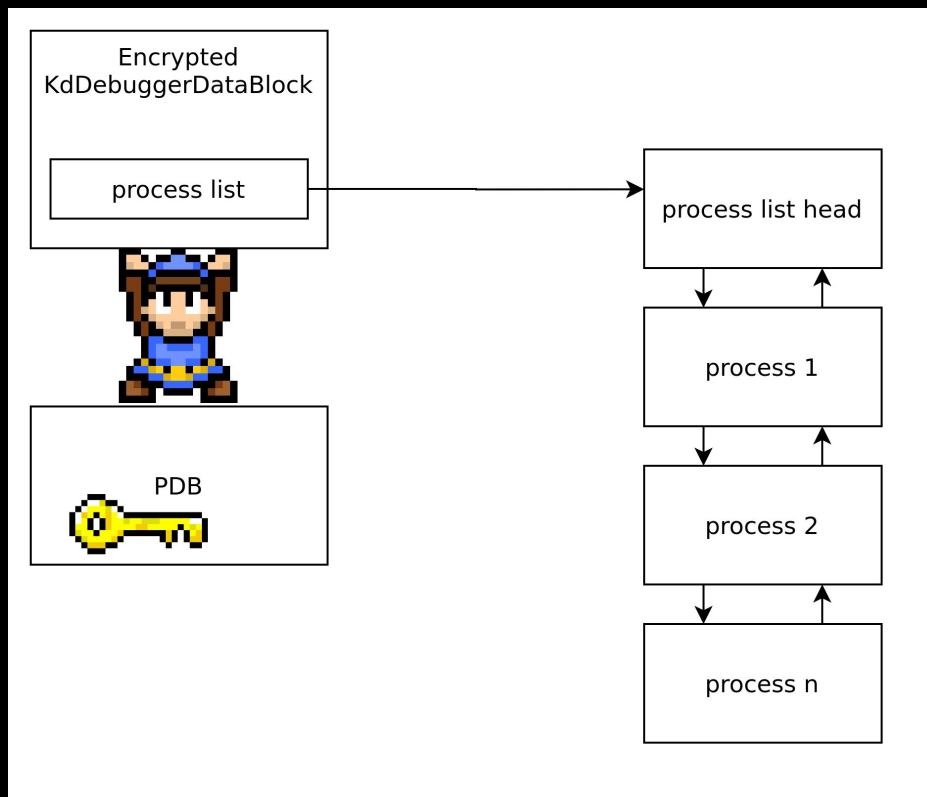 Encrypted
KdDebuggerDataBlock
process list
process list head
process 1
PDB
process 2
process n